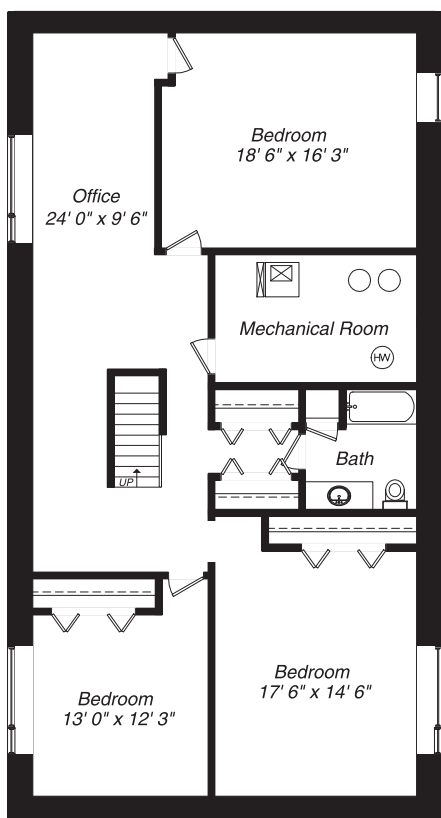 Bedroom
18' 6" x 16' 3"
Office
24' 0" x 9' 6"
Mechanical Room
HW
Bath
UP
Bedroom
17' 6" x 14' 6"
Bedroom
13' 0" x 12' 3"